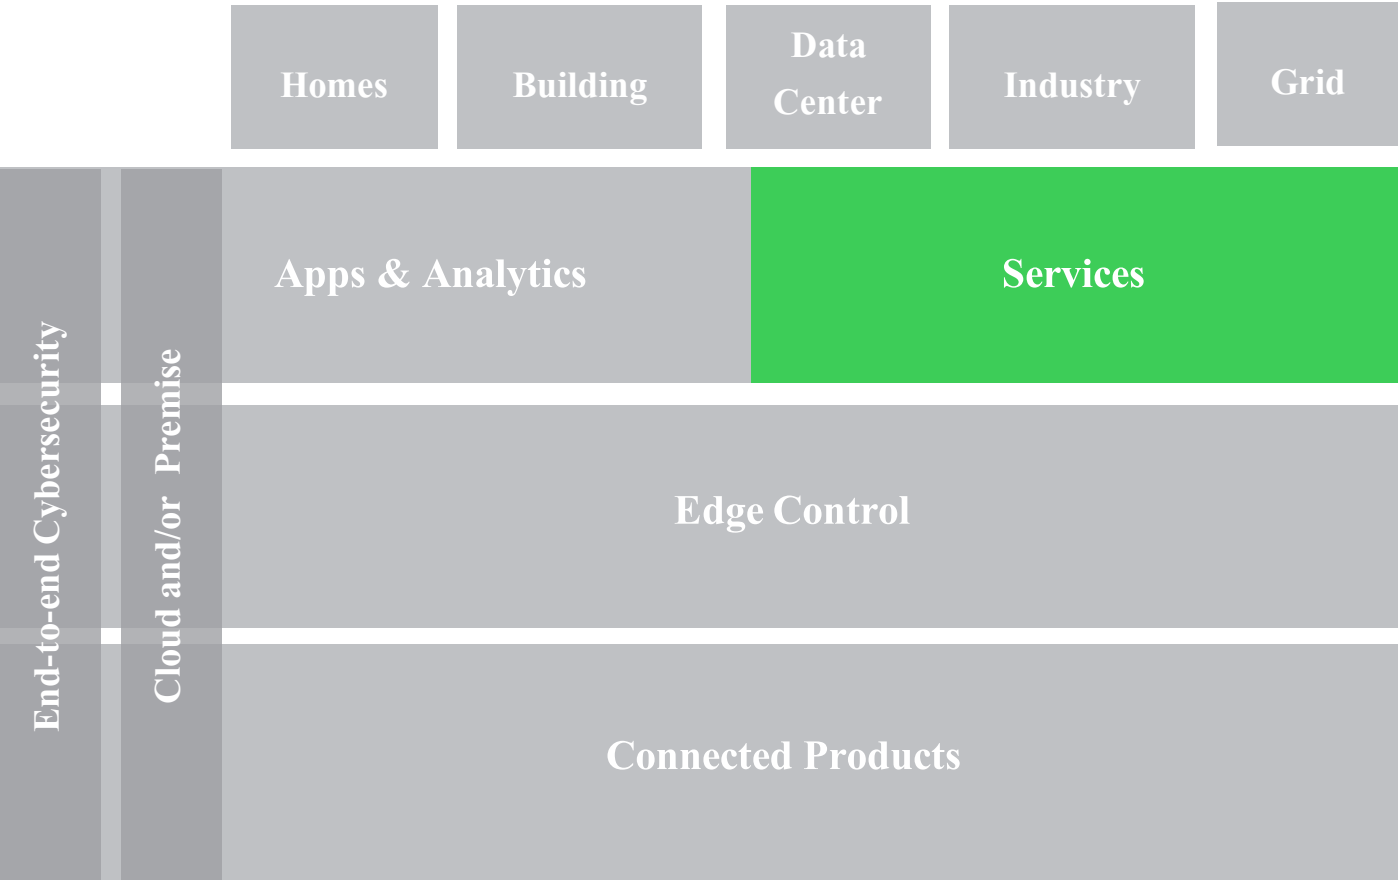 Homes
Building
Data
Center
Industry
Grid
Apps & Analytics
Services
End-to-end Cybersecurity
Cloud and/or Premise
Edge Control
Connected Products